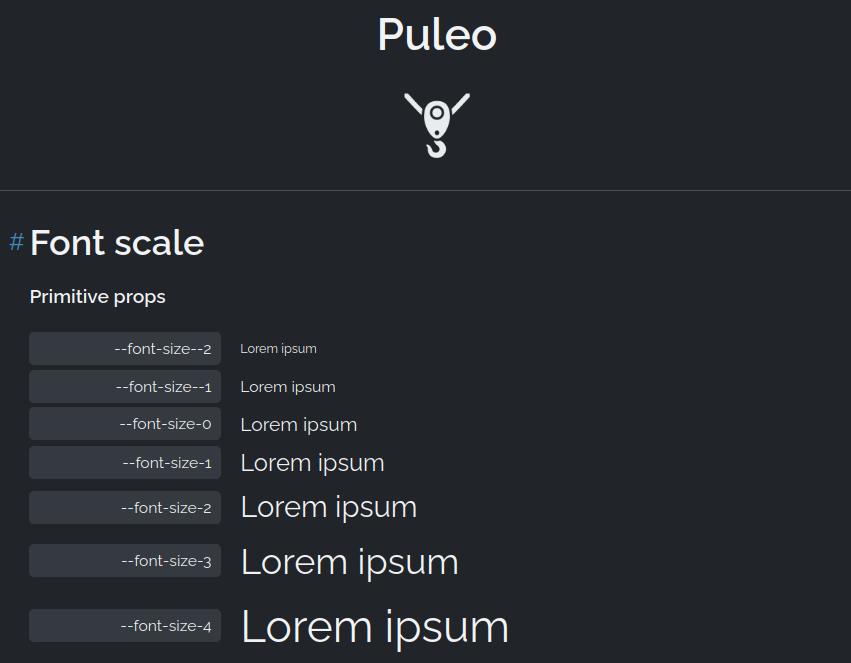 Puleo
# Font scale
Primitive props
--font-size--2 Lorem ipsum
--font-size--1 Lorem ipsum
--font-size-0 Lorem ipsum
--font-size-1 Lorem ipsum
--font-size-2 Lorem ipsum
--font-size-3 Lorem ipsum
--font-size-4 Lorem ipsum